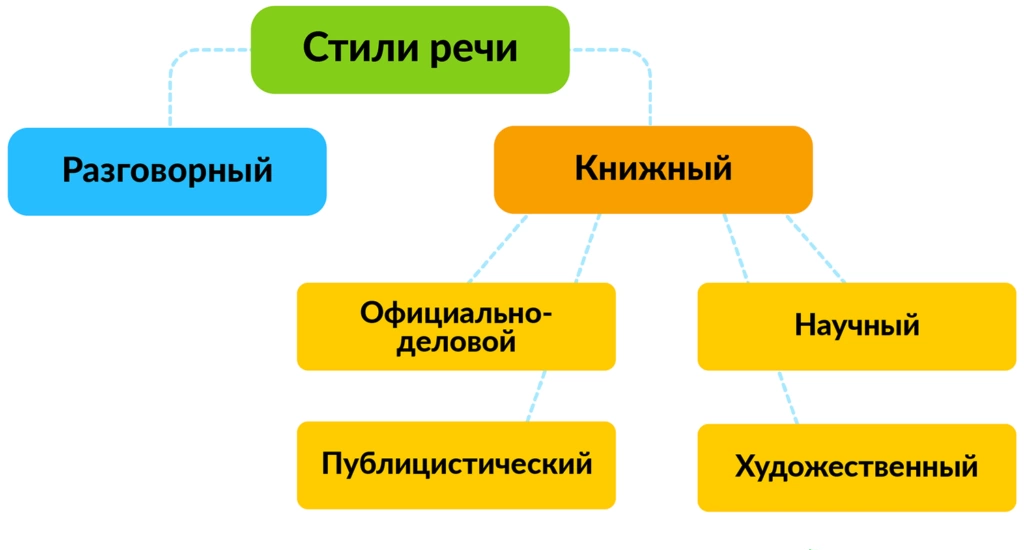 Стили речи
Разговорный
Книжный
Официально-
деловой
Научный
Публицистический
Художественный